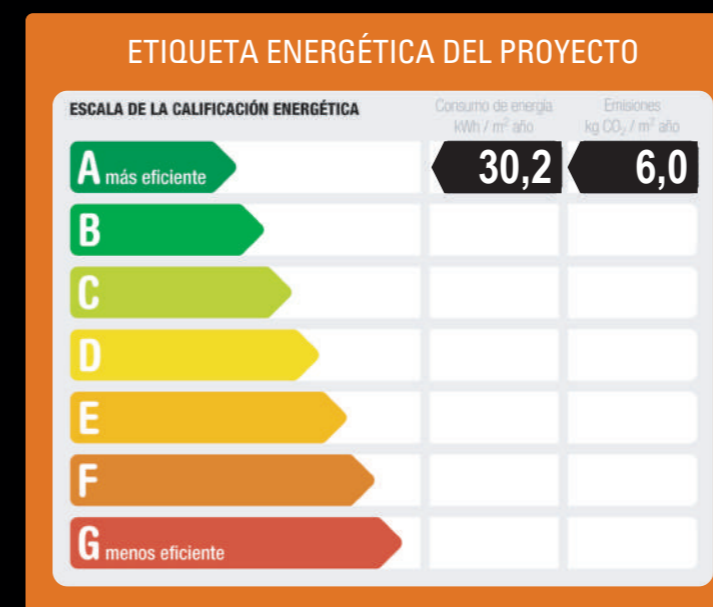 ETIQUETA ENERGÉTICA DEL PROYECTO
ESCALA DE LA CALIFICACIÓN ENERGÉTICA
Consumo de energía
kWh / m² año
Emisiones
kg CO₂ / m² año
A más eficiente
30,2
6,0
B
C
D
E
F
G menos eficiente